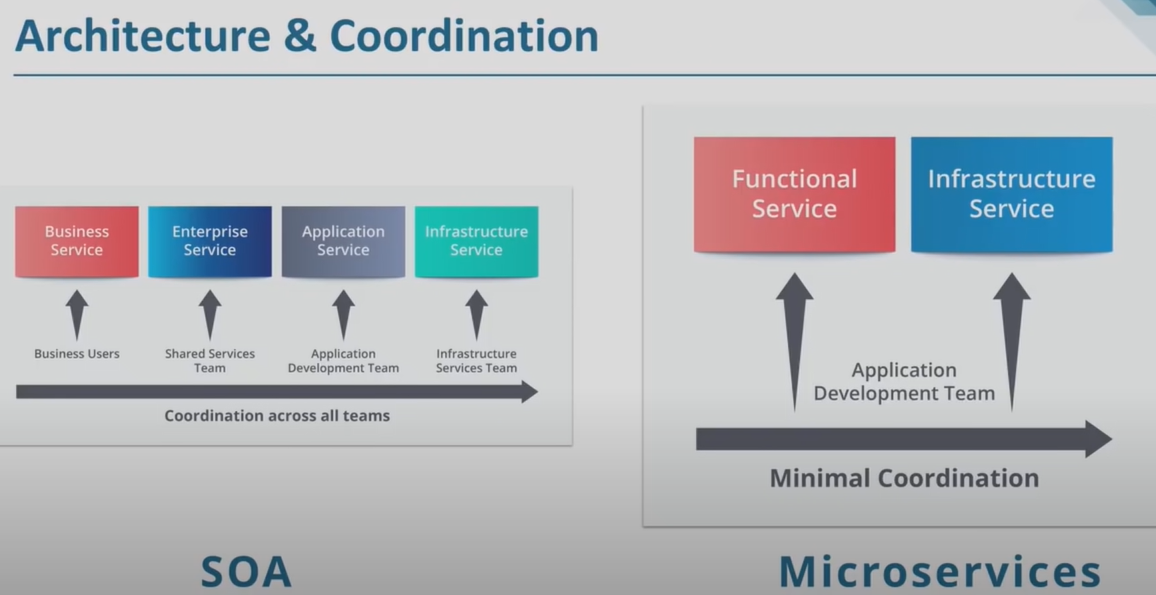 Architecture & Coordination
Business
Service
Enterprise
Service
Application
Service
Infrastructure
Service
Business Users
Shared Services
Team
Application
Development Team
Infrastructure
Services Team
Coordination across all teams
SOA
Functional
Service
Infrastructure
Service
Application
Development Team
Minimal Coordination
Microservices